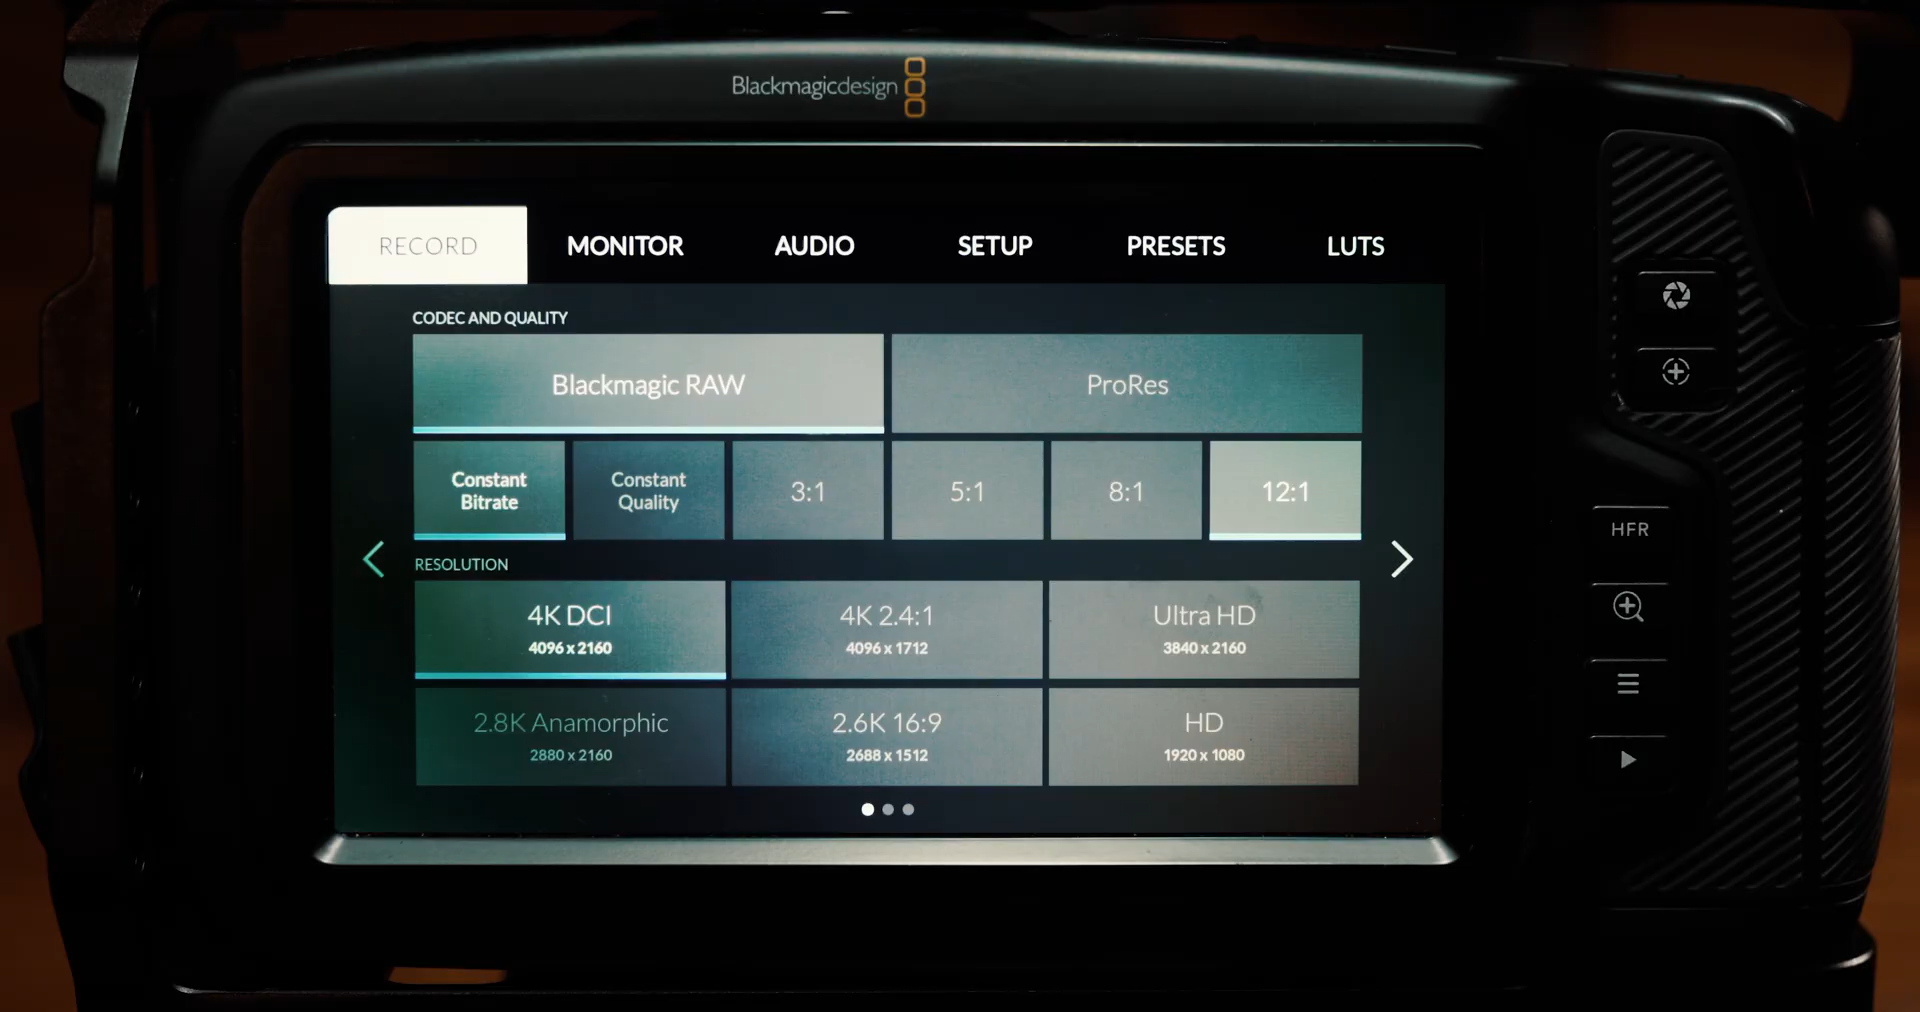 Blackmagicdesign
RECORD MONITOR AUDIO SETUP PRESETS LUTS
CODEC AND QUALITY
Blackmagic RAW ProRes
Constant Bitrate Constant Quality 3:1 5:1 8:1 12:1
HFR
RESOLUTION
4K DCI 4K 2.4:1 Ultra HD
4096 x 2160 4096 x 1712 3840 x 2160
2.8K Anamorphic 2.6K 16:9 HD
2880 x 2160 2688 x 1512 1920 x 1080